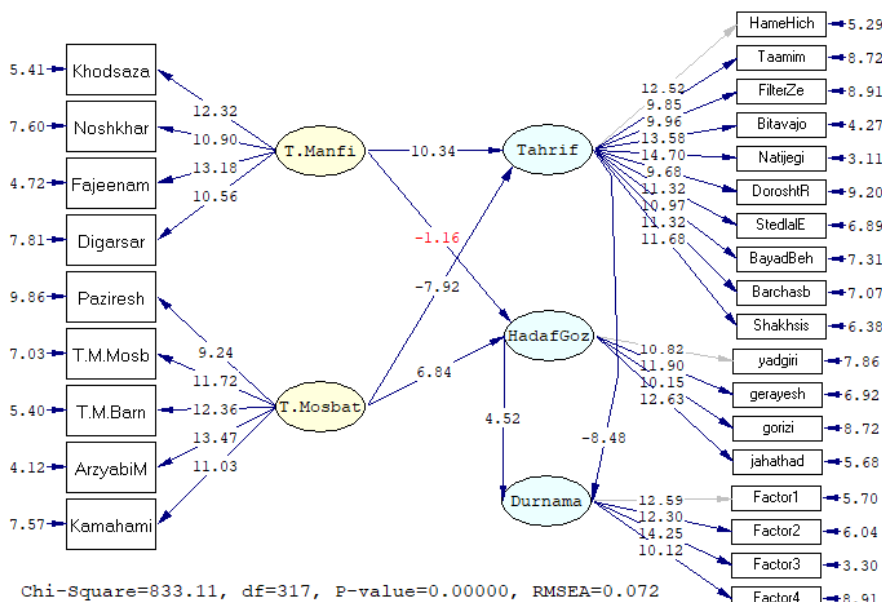 HameHich 5.29
5.41 Khodsaza
12.52
Taamim 8.72
9.85
FilterZe 8.91
12.32
9.96
7.60 Noshkhar
Bitavajo 4.27
10.90
13.58
T.Manfi 10.34 Tahrif
14.70
Natijegi 3.11
13.18
9.68
4.72 Fajeenam
DoroshtR 9.20
10.56
11.32
10.97
StedlalE 6.89
11.32
7.81 Digarsar
-1.16
11.68
BayadBeh 7.31
-7.92
Barchasb 7.07
9.86 Paziresh
Shakhsis 6.38
HadafGoz
10.82
yadgiri 7.86
7.03 T.M.Mosb
9.24
6.84
11.90
11.72
10.15
gerayesh 6.92
12.63
5.40 T.M.Barn
12.36
T.Mosbat
4.52
gorizi 8.72
13.47
-8.48
4.12 ArzyabiM
11.03
jahathad 5.68
Durnama
12.59
Factor1 5.70
7.57 Kamahami
12.30
Factor2 6.04
14.25
10.12
Factor3 3.30
Chi-Square=833.11, df=317, P-value=0.00000, RMSEA=0.072
Factor4 8.91